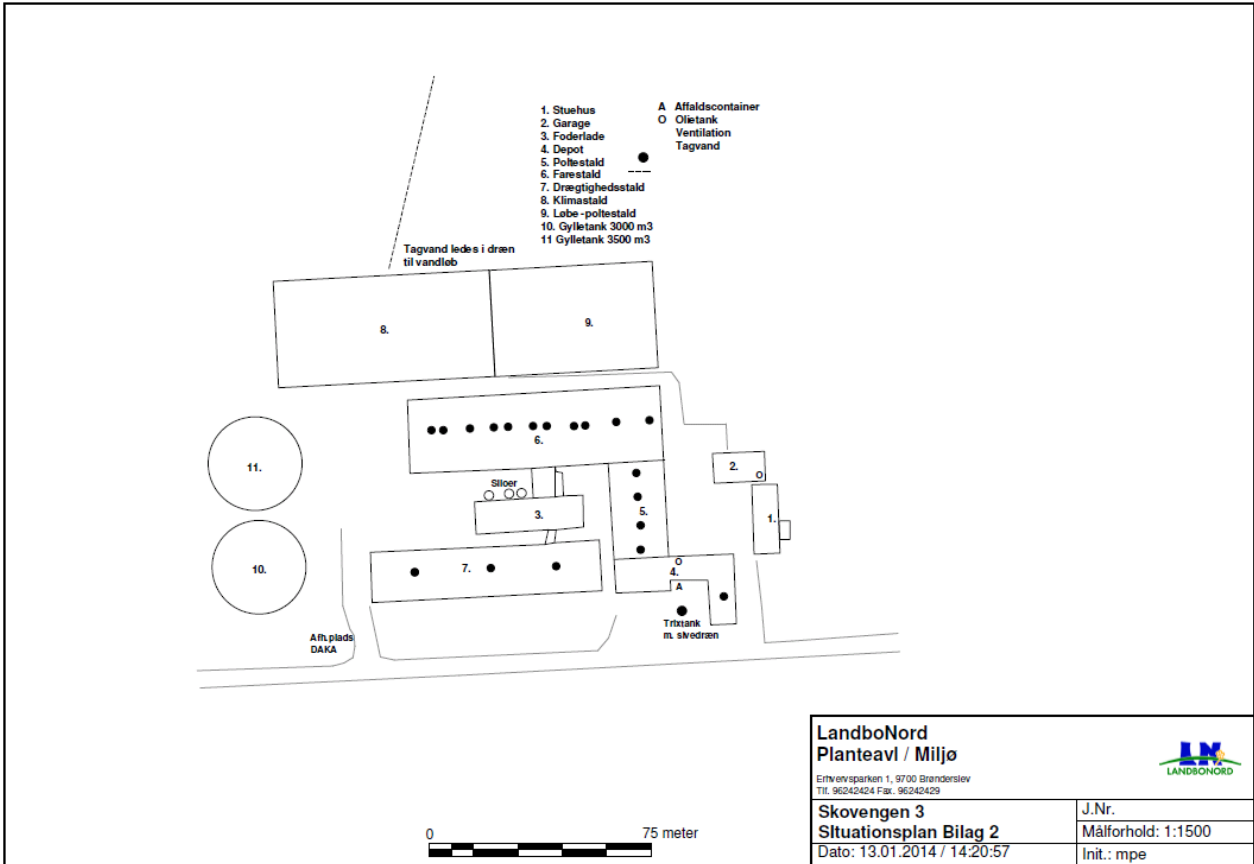 1. Stuehus
2. Garage
3. Foderlade
4. Depot
5. Poltestald
6. Farestald
7. Drægtighedsstald
8. Klimastald
9. Løbe-poltestald
10. Gylletank 3000 m3
11 Gylletank 3500 m3
A Affaldscontainer
O Olietank
Ventilation
Tagvand
Tagvand ledes i dræn
til vandløb
8.
9.
6.
11.
2.
O
Siloer
3.
5.
1.
10.
7.
O
4.
A
Trixtank
m. sivedræn
Afh.plads
DAKA
0
75 meter
LandboNord
Planteavl / Miljø
Erhvervsparken 1, 9700 Brønderslev
Tlf. 96242424 Fax. 96242429
LN
LANDBONORD
Skovengen 3
Situationsplan Bilag 2
Dato: 13.01.2014 / 14:20:57
J.Nr.
Målforhold: 1:1500
Init.: mpe